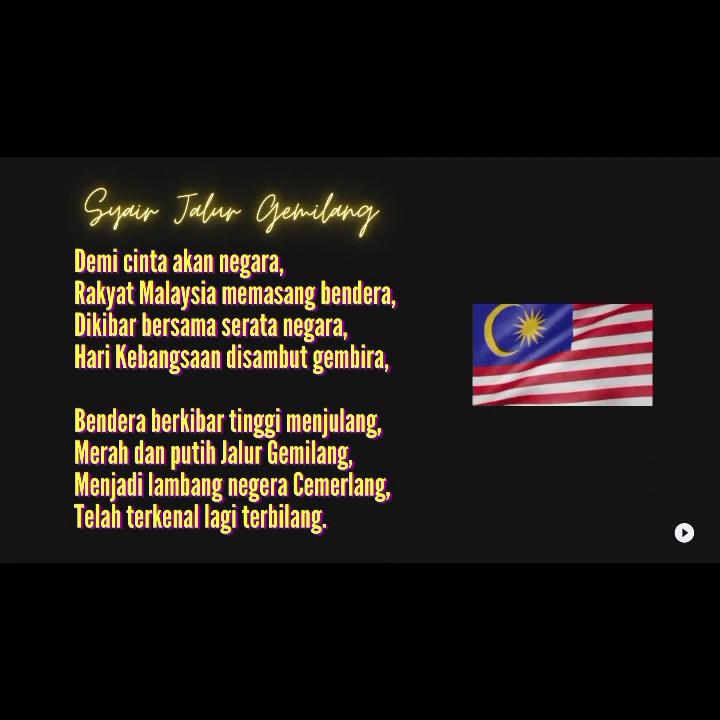 Syair Jalur Gemilang
Demi cinta akan negara,
Rakyat Malaysia memasang bendera,
Dikibar bersama serata negara,
Hari Kebangsaan disambut gembira,
Bendera berkibar tinggi menjulang,
Merah dan putih Jalur Gemilang,
Menjadi lambang negera Cemerlang,
Telah terkenal lagi terbilang.